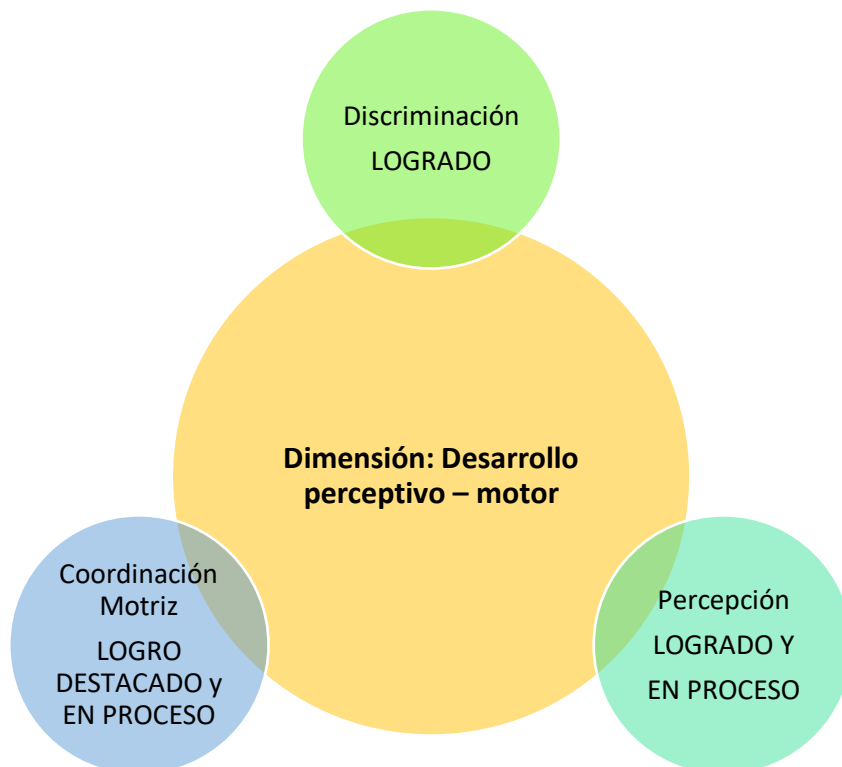 Discriminación
LOGRADO
Dimensión: Desarrollo
perceptivo – motor
Coordinación
Motriz
LOGRO
DESTACADO y
EN PROCESO
Percepción
LOGRADO Y
EN PROCESO